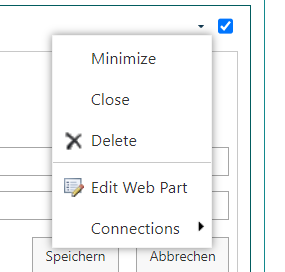 Minimize
Close
Delete
Edit Web Part
Connections
Speichern Abbrechen